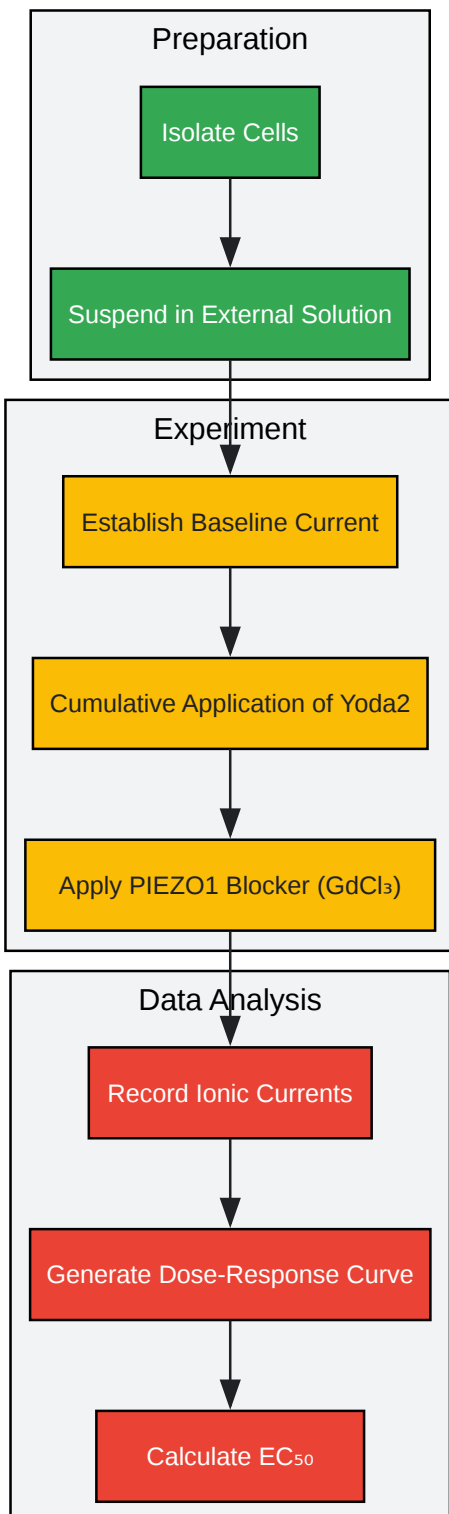 Preparation
Isolate Cells
Suspend in External Solution
Experiment
Establish Baseline Current
Cumulative Application of Yoda2
Apply PIEZO1 Blocker (GdCl₃)
Data Analysis
Record Ionic Currents
Generate Dose-Response Curve
Calculate EC₅₀